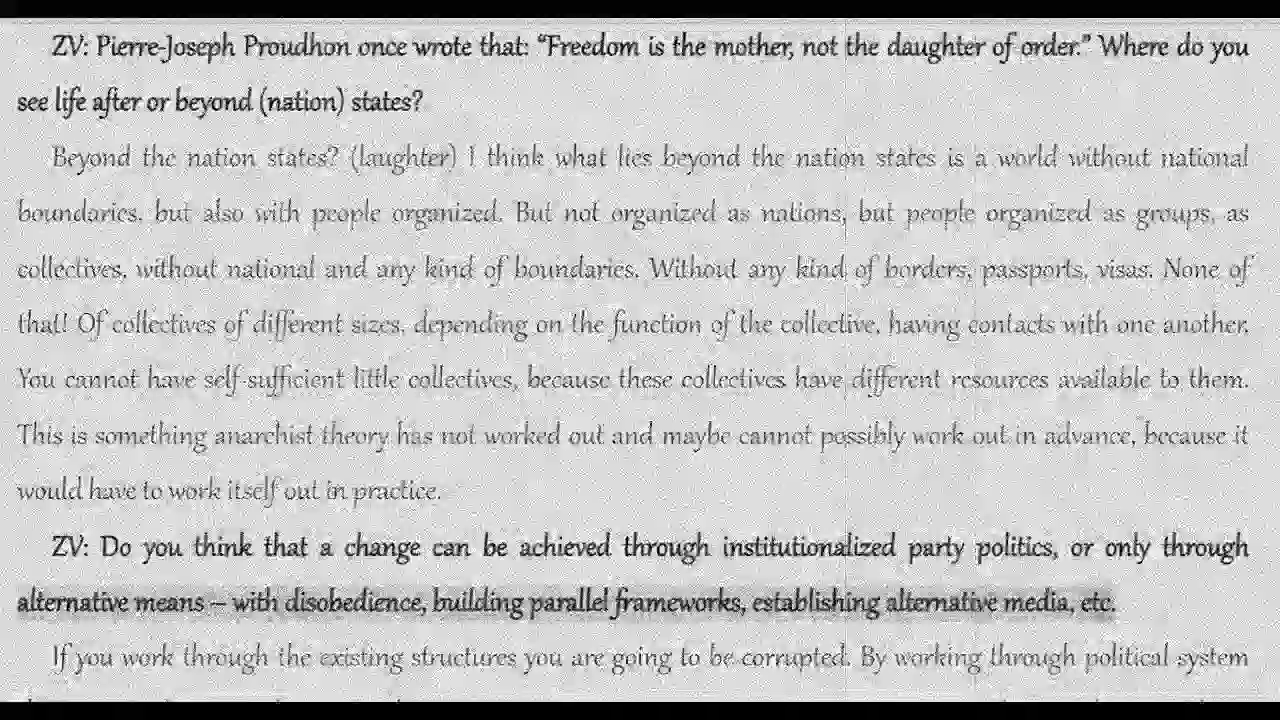 ZV: Pierre-Joseph Proudhon once wrote that: “Freedom is the mother, not the daughter of order.” Where do you
see life after or beyond (nation) states?
Beyond the nation states? (laughter) I think what lies beyond the nation states is a world without national
boundaries, but also with people organized. But not organized as nations, but people organized as groups, as
collectives, without national and any kind of boundaries. Without any kind of borders, passports, visas. None of
that! Of collectives of different sizes, depending on the function of the collective, having contacts with one another.
You cannot have self-sufficient little collectives, because these collectives have different resources available to them.
This is something anarchist theory has not worked out and maybe cannot possibly work out in advance, because it
would have to work itself out in practice.
ZV: Do you think that a change can be achieved through institutionalized party politics, or only through
alternative means – with disobedience, building parallel frameworks, establishing alternative media, etc.
If you work through the existing structures you are going to be corrupted. By working through political system